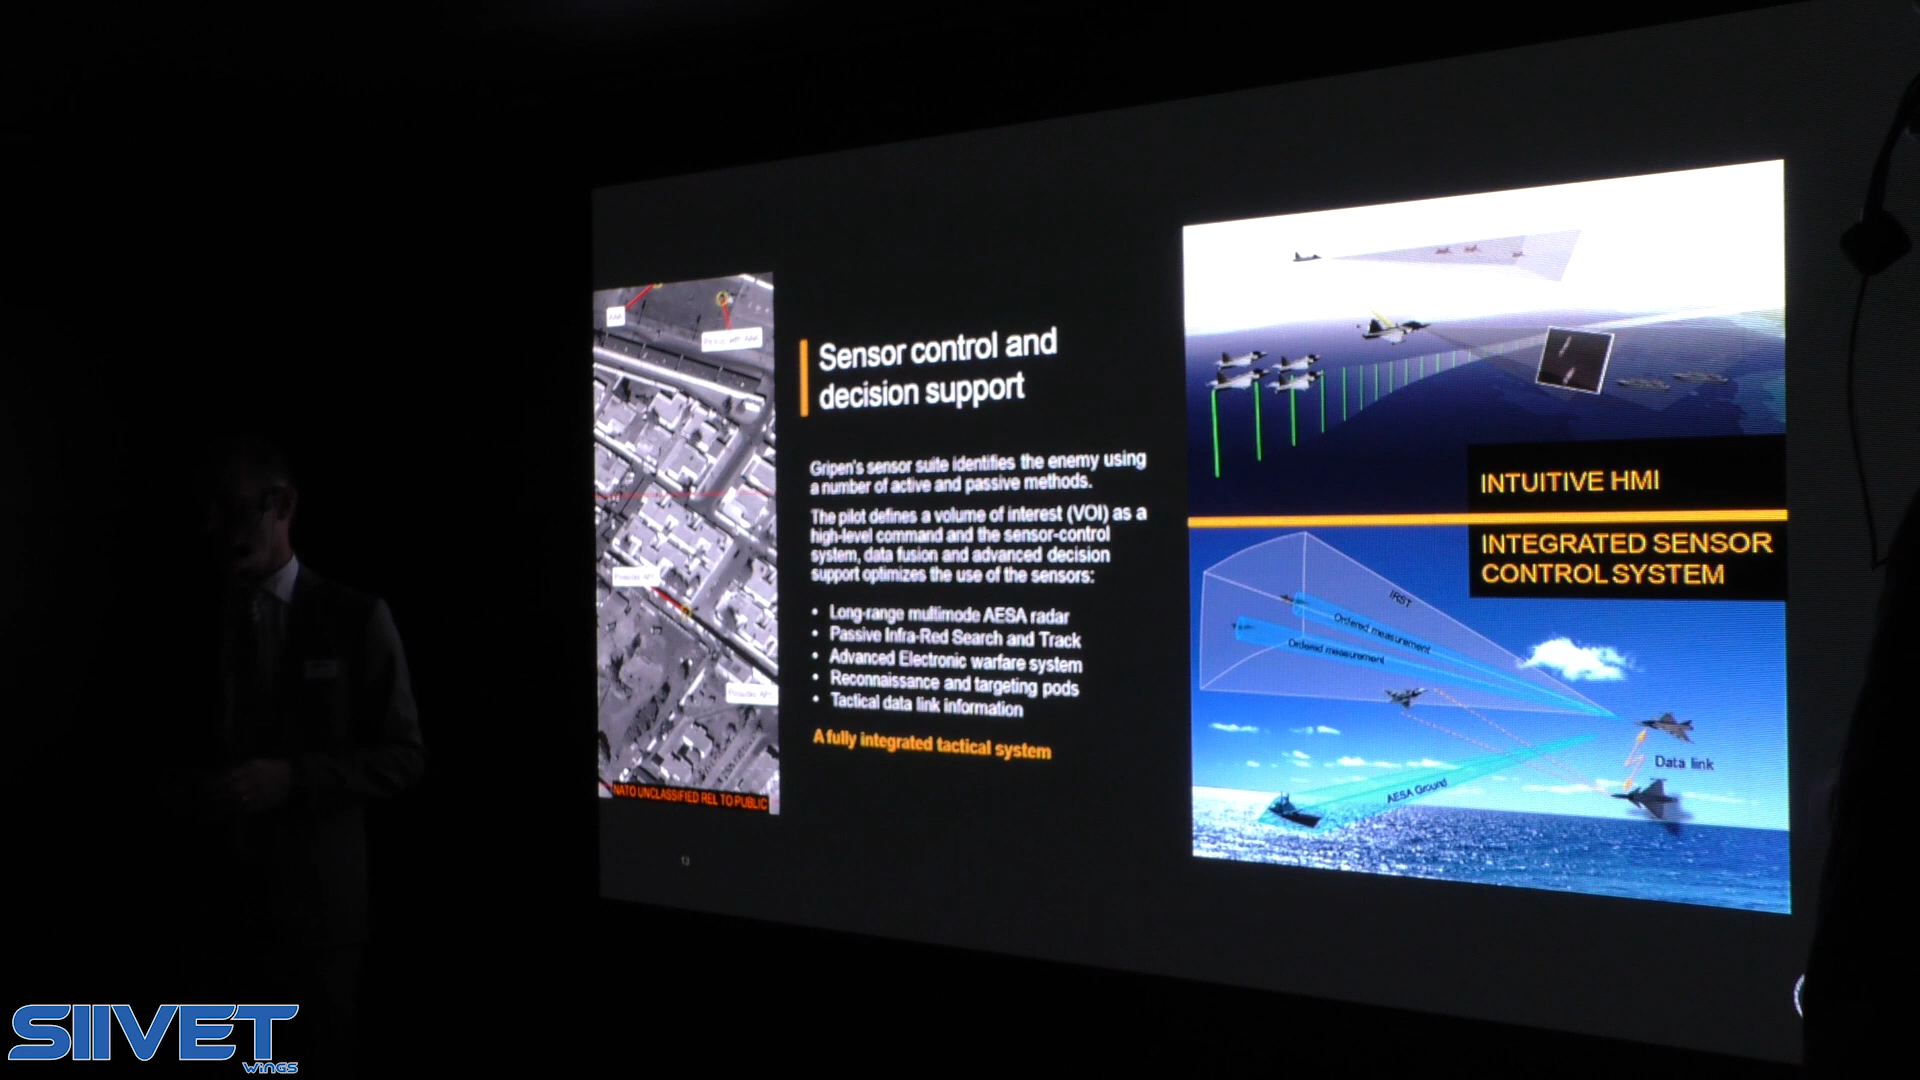 AAA
Pickup with AAA
Sensor control and
decision support
Gripen's sensor suite identifies the enemy using
a number of active and passive methods.
The pilot defines a volume of interest (VOI) as a
high-level command and the sensor-control
system, data fusion and advanced decision
support optimizes the use of the sensors:
• Long-range multimode AESA radar
• Passive Infra-Red Search and Track
• Advanced Electronic warfare system
• Reconnaissance and targeting pods
• Tactical data link information
A fully integrated tactical system
NATO UNCLASSIFIED REL TO PUBLIC
13
INTUITIVE HMI
INTEGRATED SENSOR
CONTROL SYSTEM
IRST
Ordered measurement
Ordered measurement
Data link
AESA Ground
SIIVET
WINGS